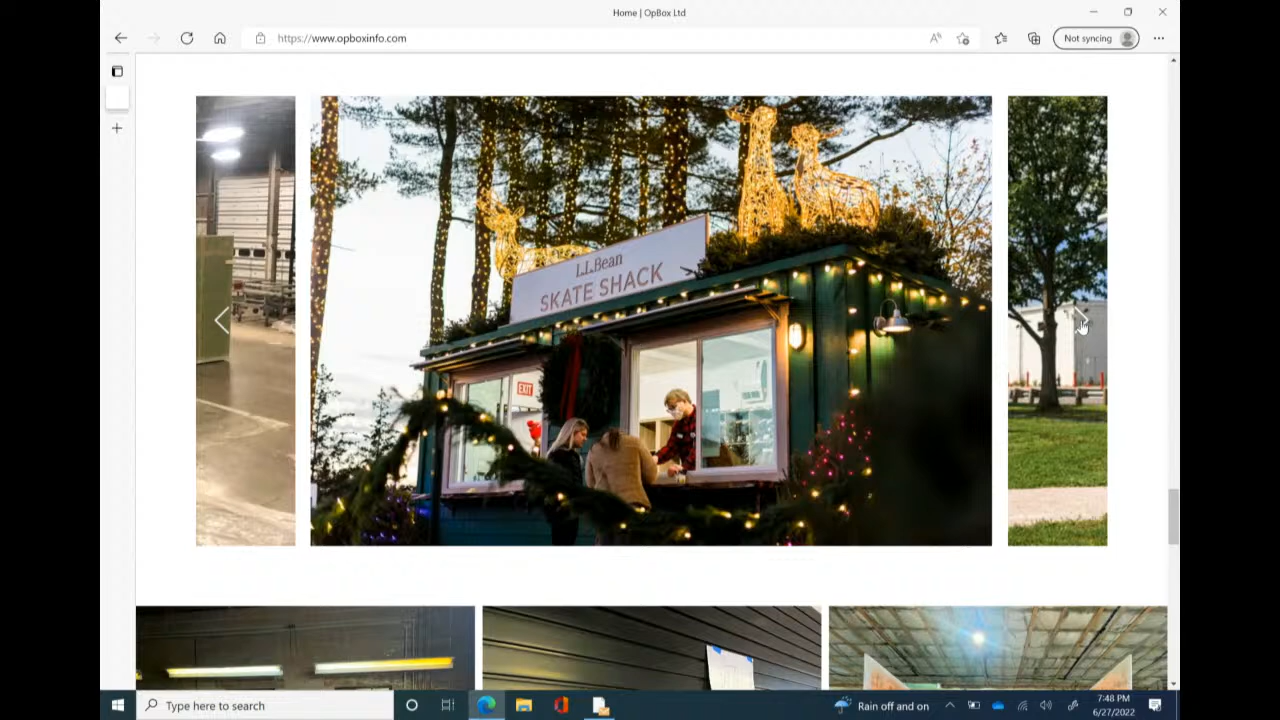 Home | OpBox Ltd
https://www.opboxinfo.com
Not syncing
L.L.Bean
SKATE SHACK
EXIT
Type here to search
Rain off and on
7:48 PM
6/27/2022